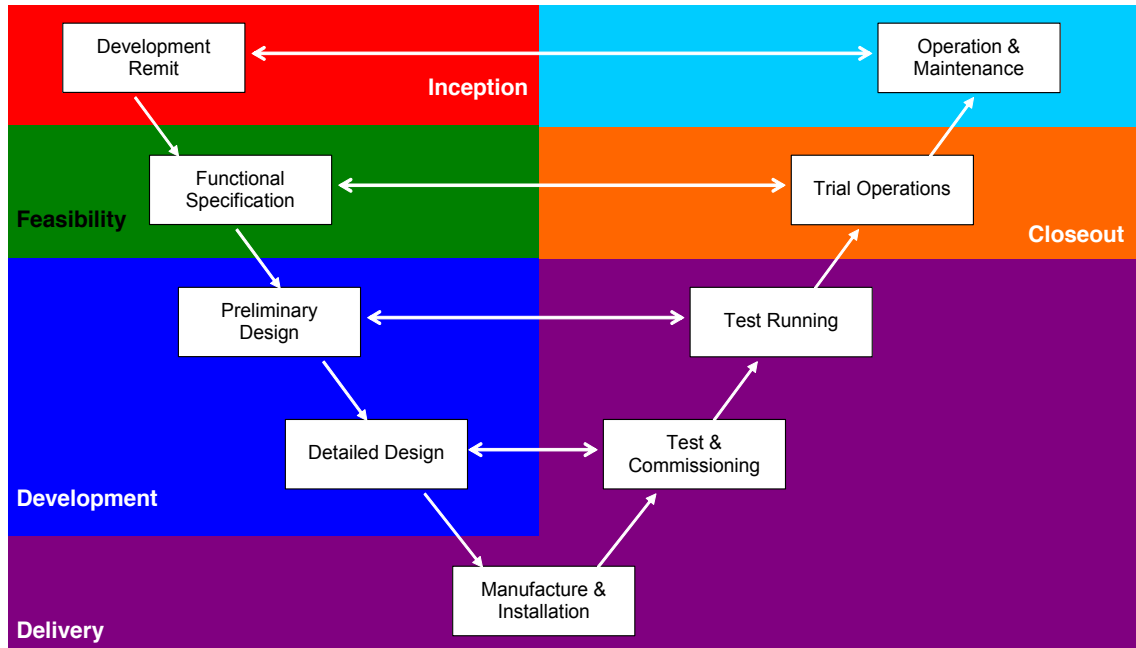 Development
Remit
Operation &
Maintenance
Inception
Functional
Specification
Trial Operations
Feasibility
Closeout
Preliminary
Design
Test Running
Detailed Design
Test &
Commissioning
Development
Manufacture &
Installation
Delivery